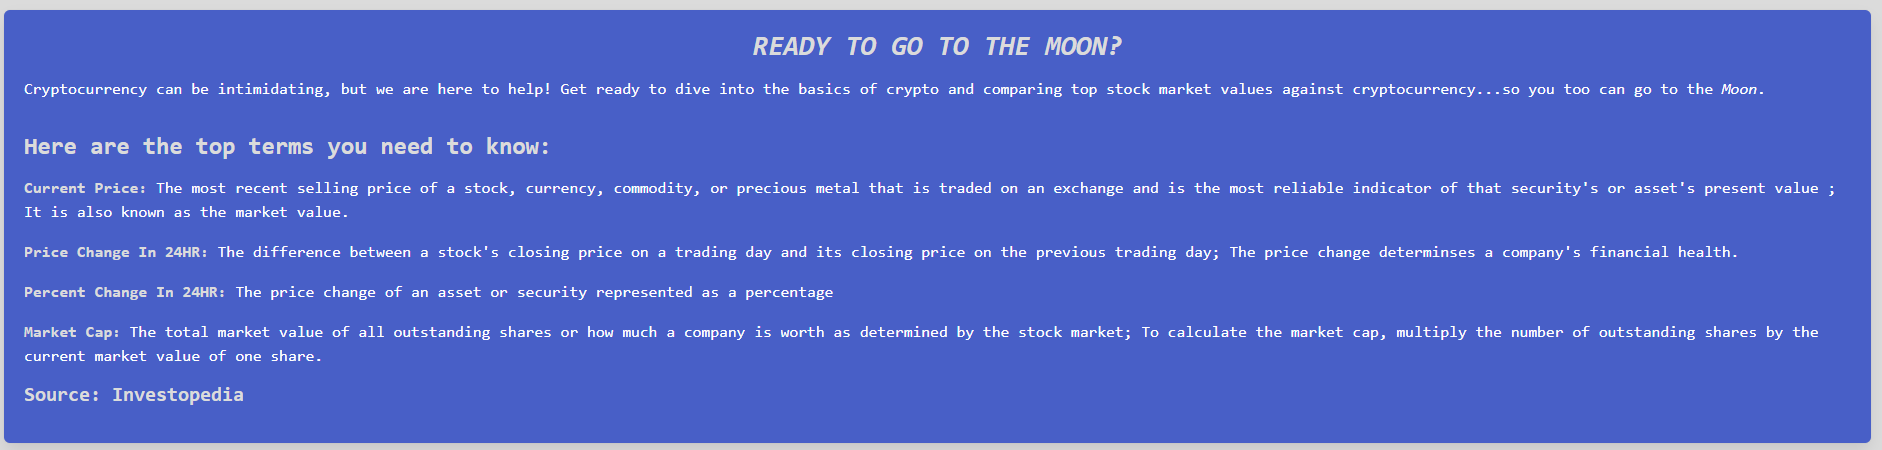 READY TO GO TO THE MOON?
Cryptocurrency can be intimidating, but we are here to help! Get ready to dive into the basics of crypto and comparing top stock market values against cryptocurrency...so you too can go to the Moon.
Here are the top terms you need to know:
Current Price: The most recent selling price of a stock, currency, commodity, or precious metal that is traded on an exchange and is the most reliable indicator of that security's or asset's present value ;
It is also known as the market value.
Price Change In 24HR: The difference between a stock's closing price on a trading day and its closing price on the previous trading day; The price change determinses a company's financial health.
Percent Change In 24HR: The price change of an asset or security represented as a percentage
Market Cap: The total market value of all outstanding shares or how much a company is worth as determined by the stock market; To calculate the market cap, multiply the number of outstanding shares by the
current market value of one share.
Source: Investopedia